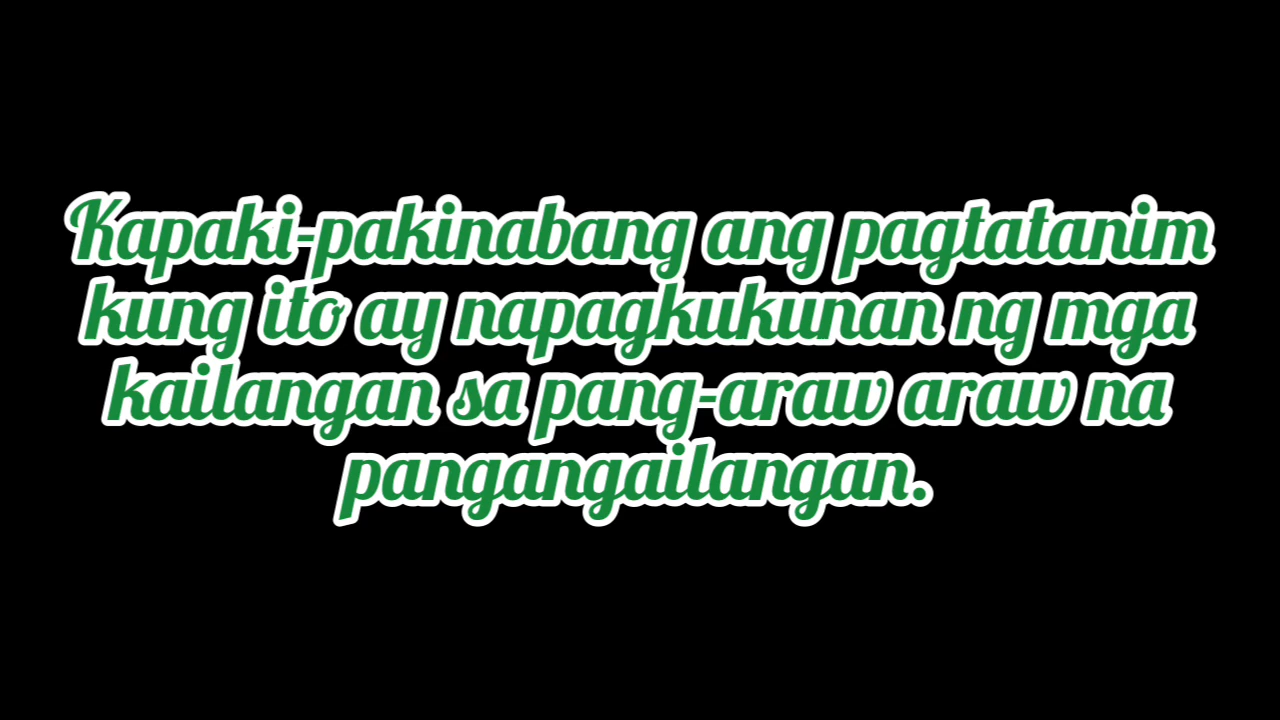 Kapaki-pakinabang ang pagtatanim
kung ito ay napagkukunan ng mga
kailangan sa pang-araw araw na
pangangailangan.